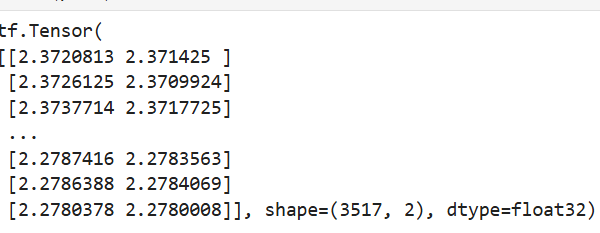 tf.Tensor(
[[2.3720813 2.371425 ]
[2.3726125 2.3709924]
[2.3737714 2.3717725]
...
[2.2787416 2.2783563]
[2.2786388 2.2784069]
[2.2780378 2.2780008]], shape=(3517, 2), dtype=float32)